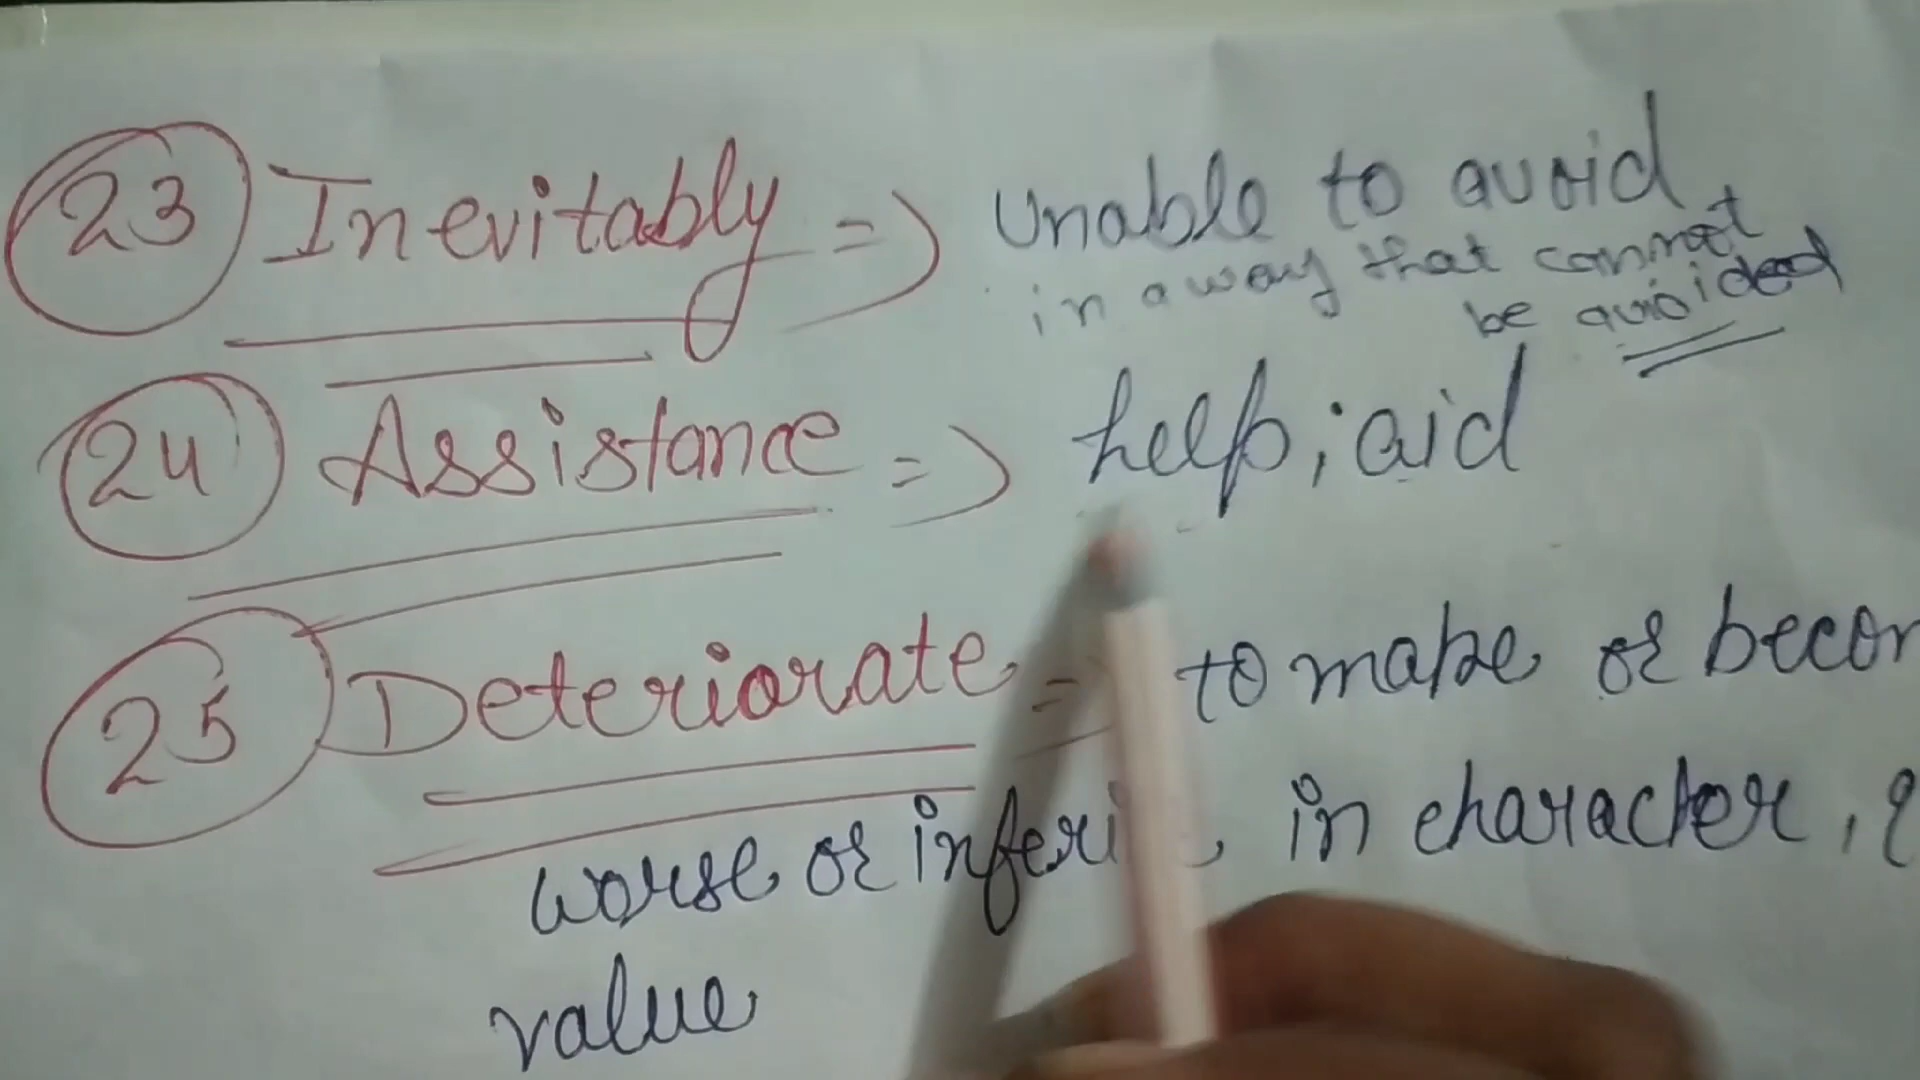 23 Inevitably => Unable to avoid
in a way that cannot
be avoided
24 Assistance => help, aid
25 Deteriorate => to make or becom
worse or inferi in character,
value